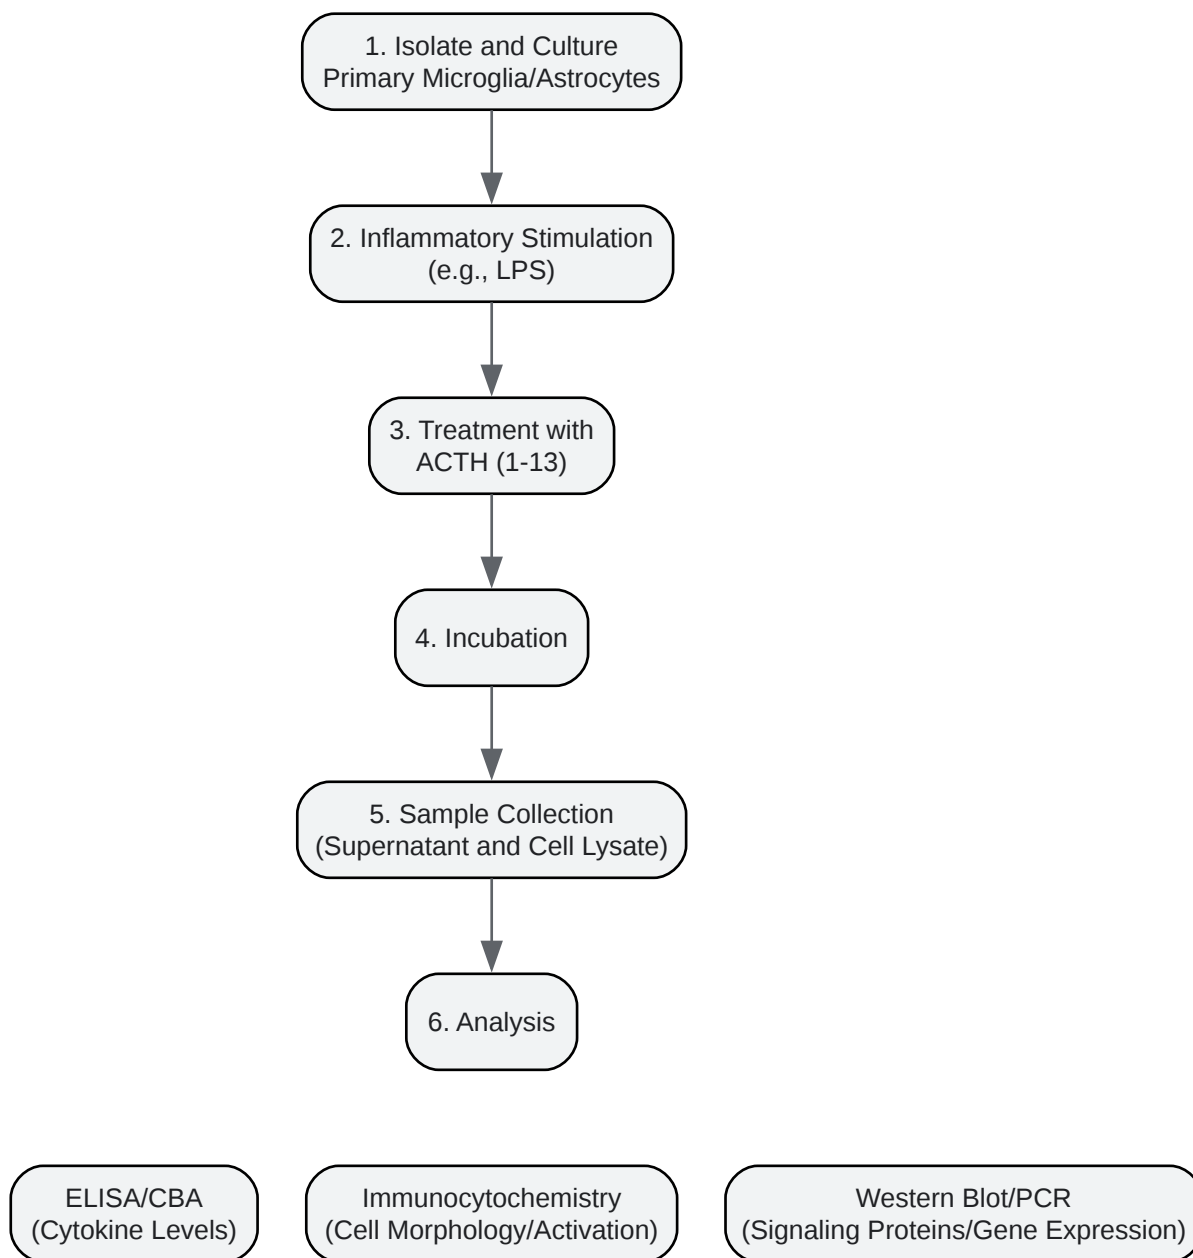 1. Isolate and Culture
Primary Microglia/Astrocytes
2. Inflammatory Stimulation
(e.g., LPS)
3. Treatment with
ACTH (1-13)
4. Incubation
5. Sample Collection
(Supernatant and Cell Lysate)
6. Analysis
ELISA/CBA
(Cytokine Levels)
Immunocytochemistry
(Cell Morphology/Activation)
Western Blot/PCR
(Signaling Proteins/Gene Expression)